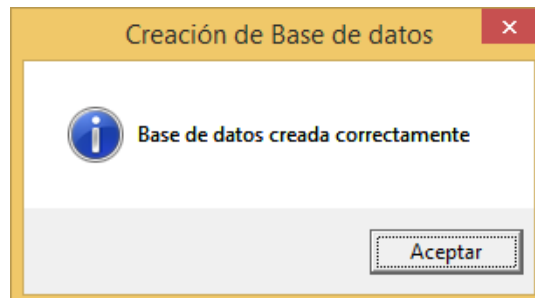 Creación de Base de datos
Base de datos creada correctamente
Aceptar